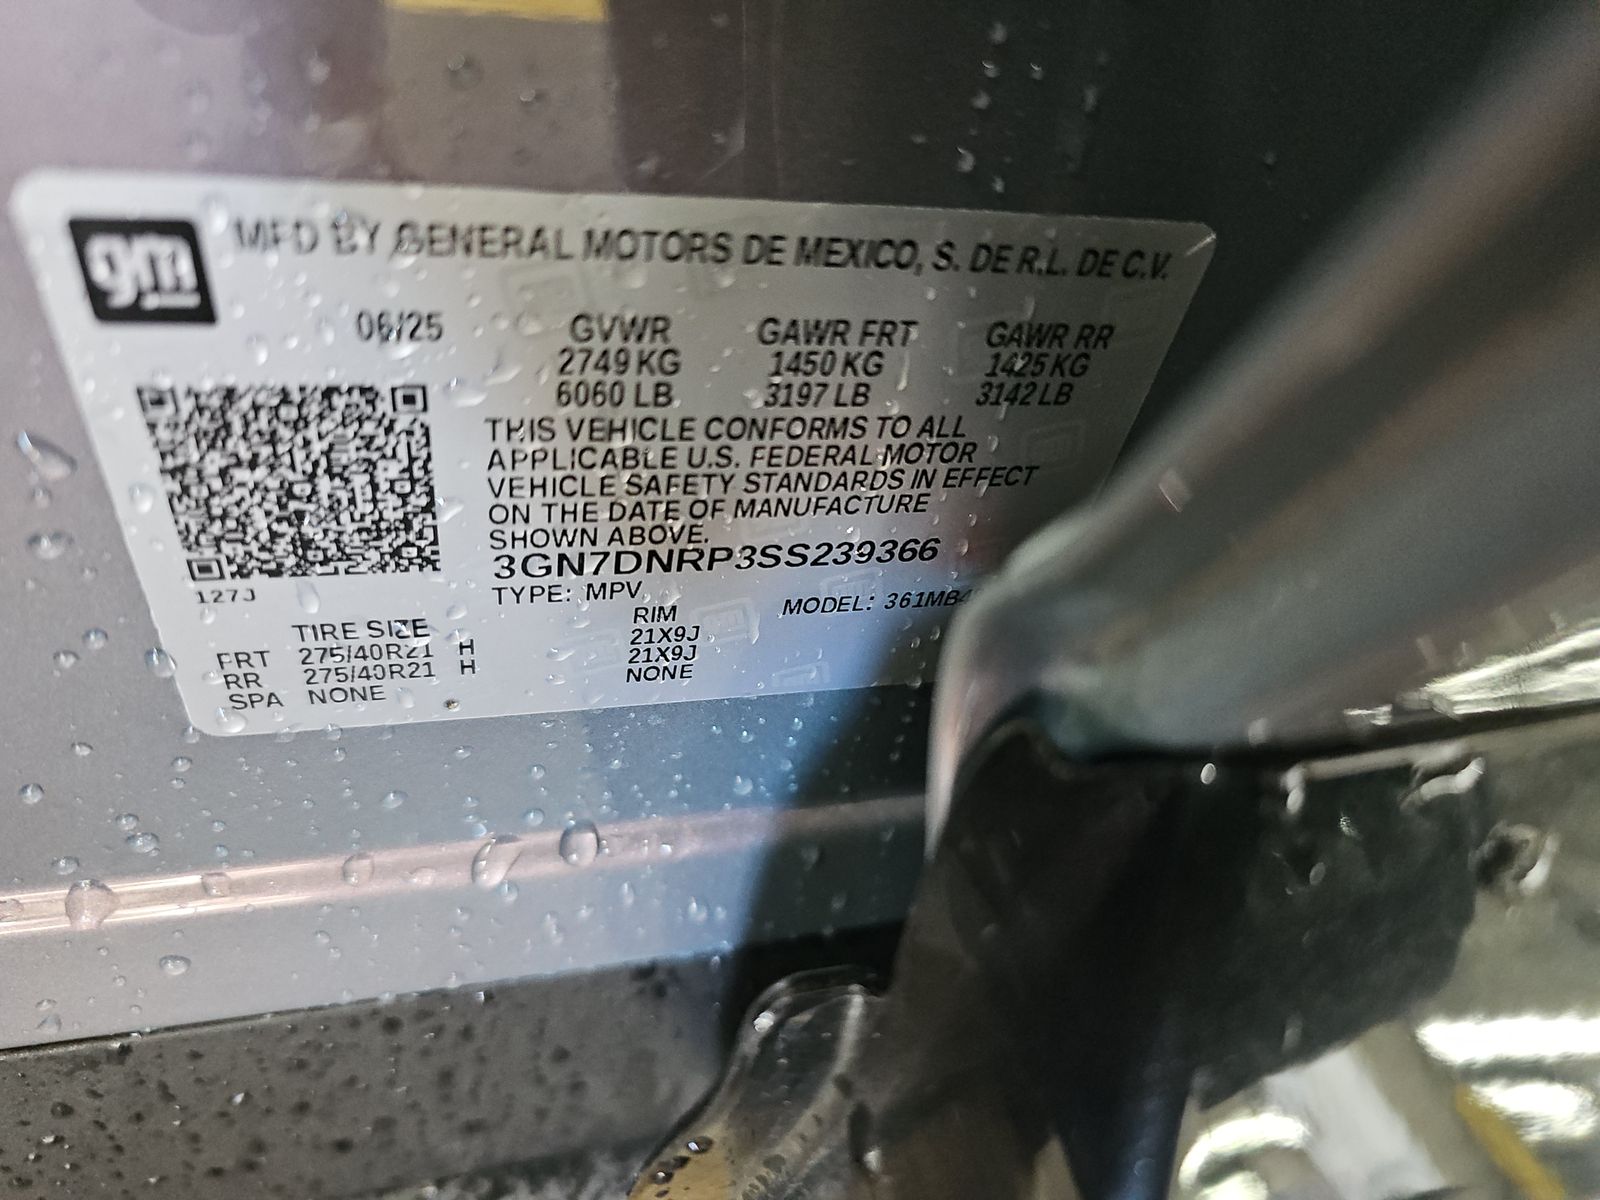 gm
MFD BY GENERAL MOTORS DE MEXICO, S. DE R.L. DE C.V.
06/25 GVWR GAWR FRT GAWR RR
2749 KG 1450 KG 1425 KG
6060 LB 3197 LB 3142 LB
THIS VEHICLE CONFORMS TO ALL
APPLICABLE U.S. FEDERAL MOTOR
VEHICLE SAFETY STANDARDS IN EFFECT
ON THE DATE OF MANUFACTURE
SHOWN ABOVE.
3GN7DNRP3SS239366
127J
TYPE: MPV MODEL:
TIRE SIZE RIM
FRT 275/40R21 H 21X9J
RR 275/40R21 H 21X9J
SPA NONE NONE